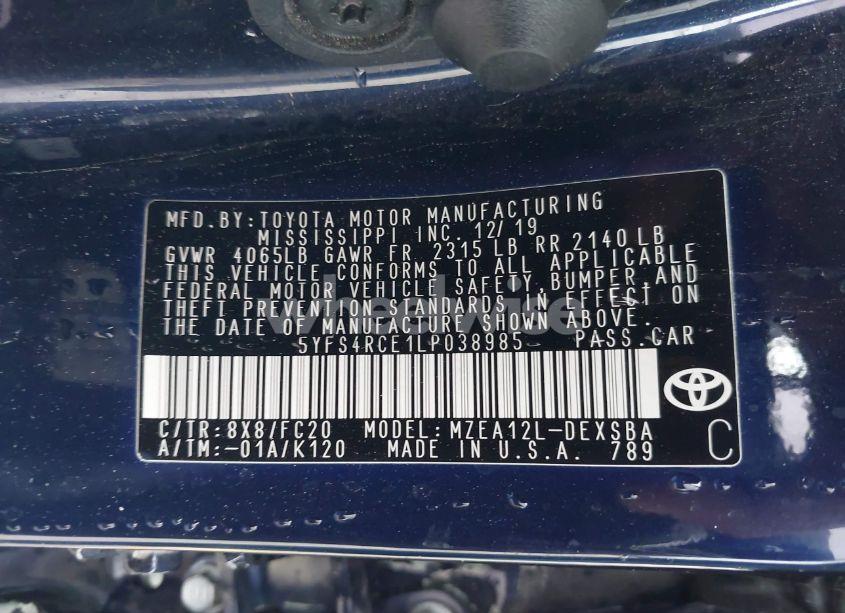 MFD.BY:TOYOTA MOTOR MANUFACTURING
MISSISSIPPI INC. 12/19
GVWR 4065LB GAWR FR. 2315 LB RR 2140 LB
THIS VEHICLE CONFORMS TO ALL APPLICABLE
FEDERAL MOTOR VEHICLE SAFETY,BUMPER AND
THEFT PREVENTION STANDARDS IN EFFECT ON
THE DATE OF MANUFACTURE SHOWN ABOVE.
5YFS4RCE1LP038985 PASS.CAR
C/TR:8X8/FC20 MODEL:MZEA12L-DEXSBA
A/TM:-01A/K120 MADE IN U.S.A. 789
C
wheelwise